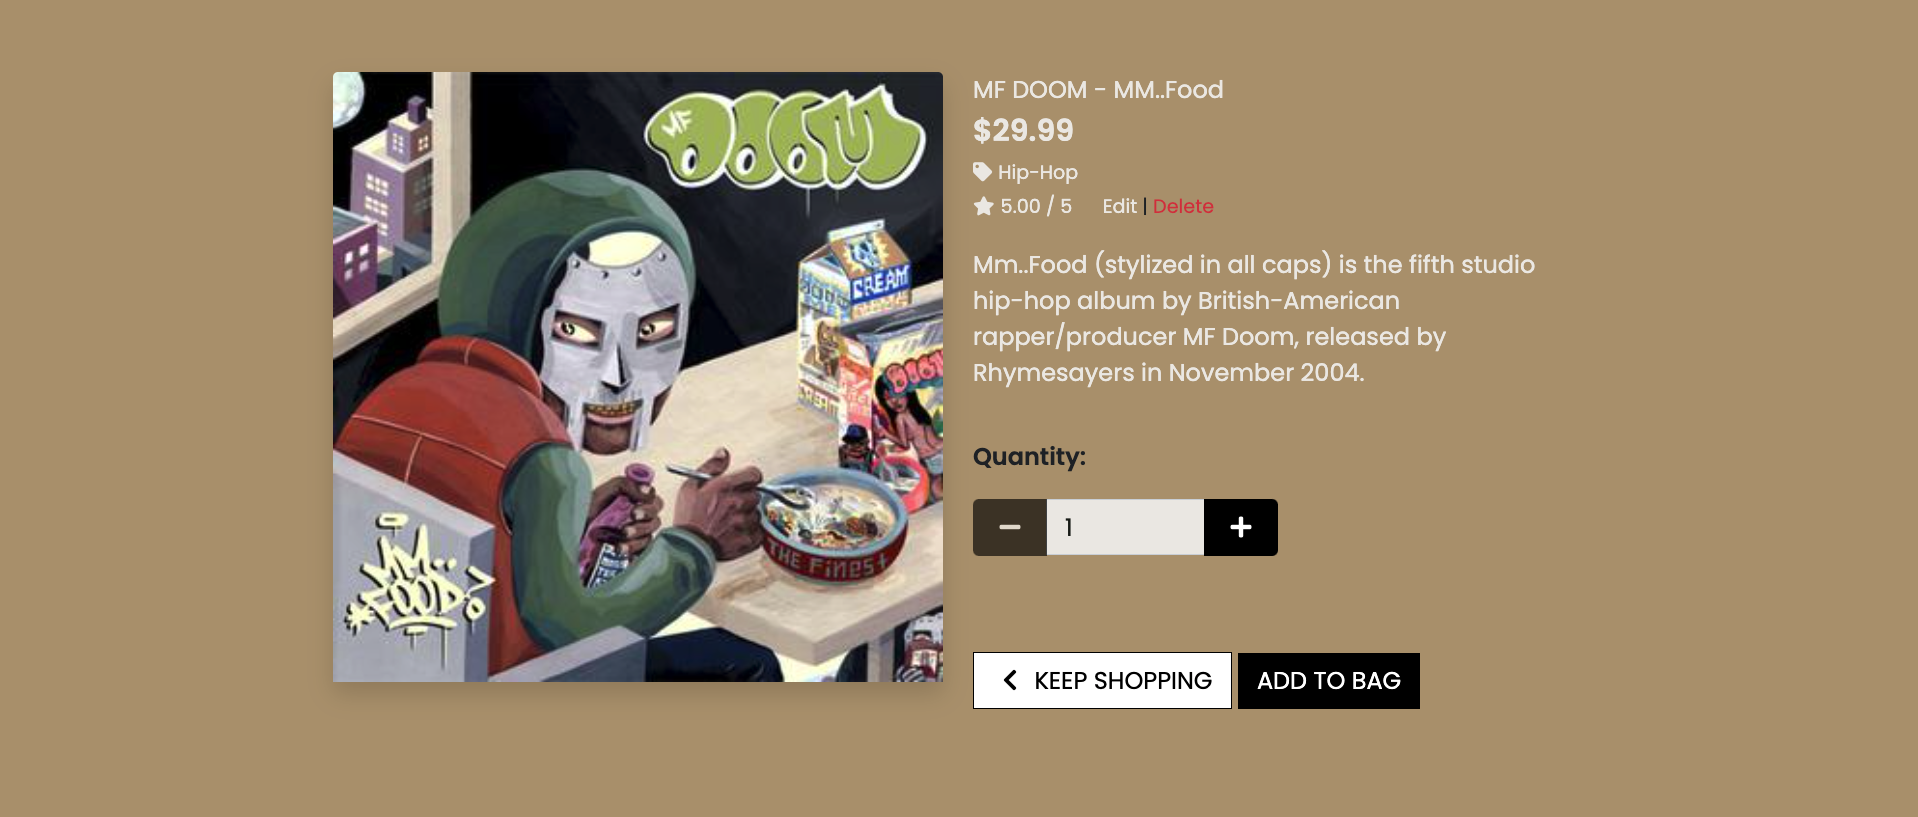 MF DOOM
CREAM
THE FINEST
MM..
FOOD
MF DOOM - MM..Food
$29.99
Hip-Hop
5.00 / 5 Edit | Delete
Mm..Food (stylized in all caps) is the fifth studio
hip-hop album by British-American
rapper/producer MF Doom, released by
Rhymesayers in November 2004.
Quantity:
1
KEEP SHOPPING
ADD TO BAG